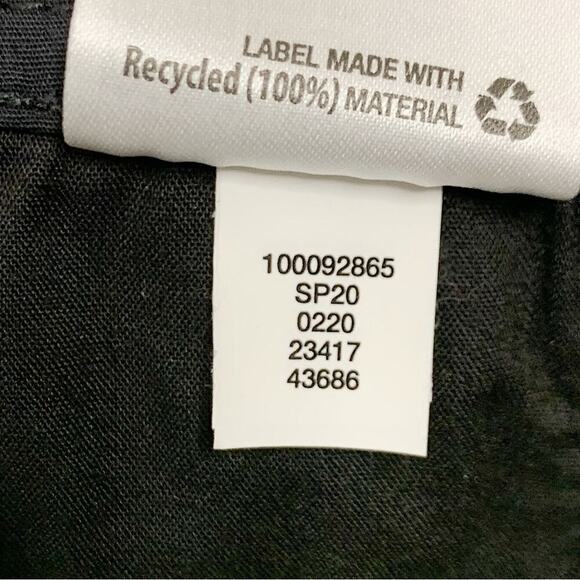 LABEL MADE WITH
Recycled (100%) MATERIAL
100092865
SP20
0220
23417
43686